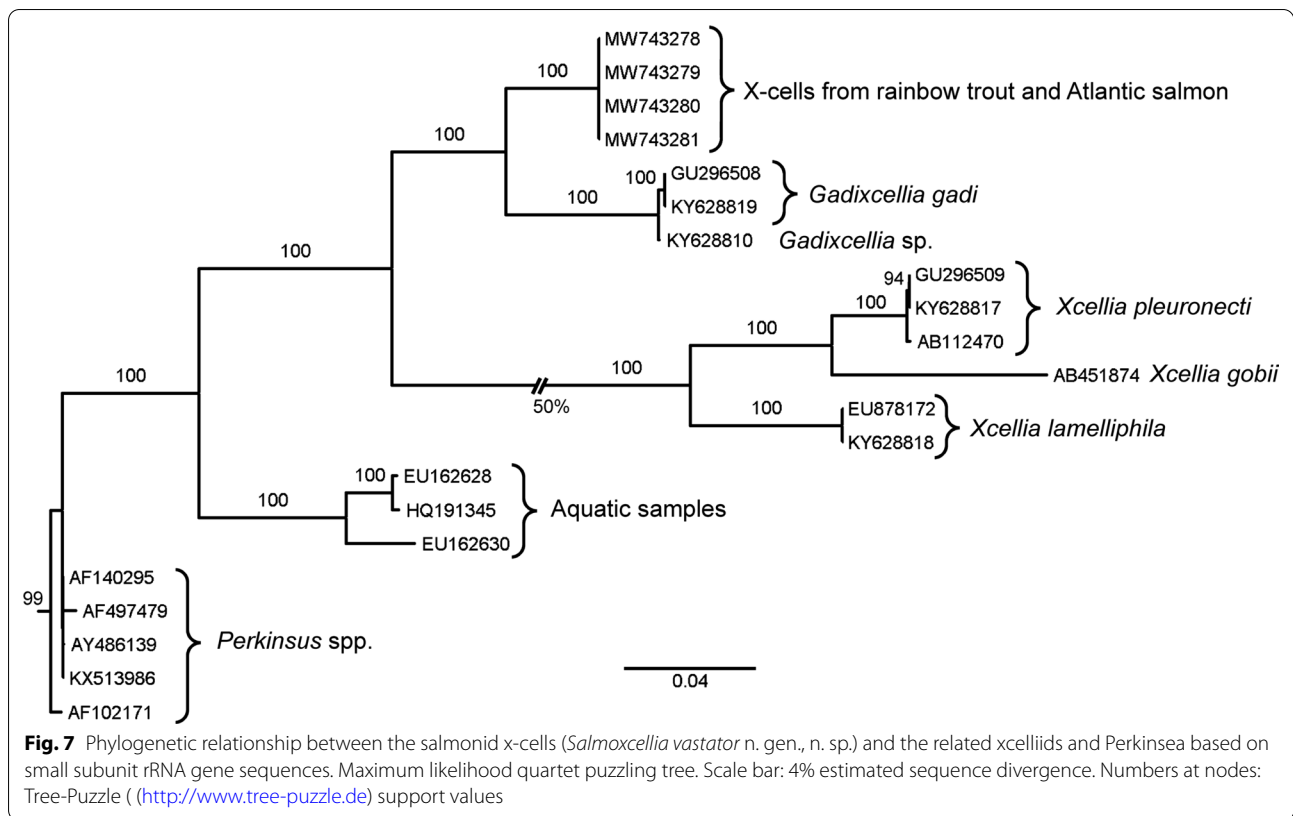 MW743278
100
MW743279
X-cells from rainbow trout and Atlantic salmon
MW743280
100
MW743281
100
GU296508
100
Gadixcellia gadi
KY628819
KY628810 Gadixcellia sp.
100
94
GU296509
100
KY628817
Xcellia pleuronecti
100
AB112470
100
100
AB451874 Xcellia gobii
50%
100
EU878172
Xcellia lamelliphila
KY628818
100
EU162628
100
HQ191345
Aquatic samples
EU162630
AF140295
99
AF497479
AY486139
Perkinsus spp.
KX513986
AF102171
0.04
Fig. 7 Phylogenetic relationship between the salmonid x-cells (Salmoxcellia vastator n. gen., n. sp.) and the related xcelliids and Perkinsea based on
small subunit rRNA gene sequences. Maximum likelihood quartet puzzling tree. Scale bar: 4% estimated sequence divergence. Numbers at nodes:
Tree-Puzzle ( (http://www.tree-puzzle.de) support values